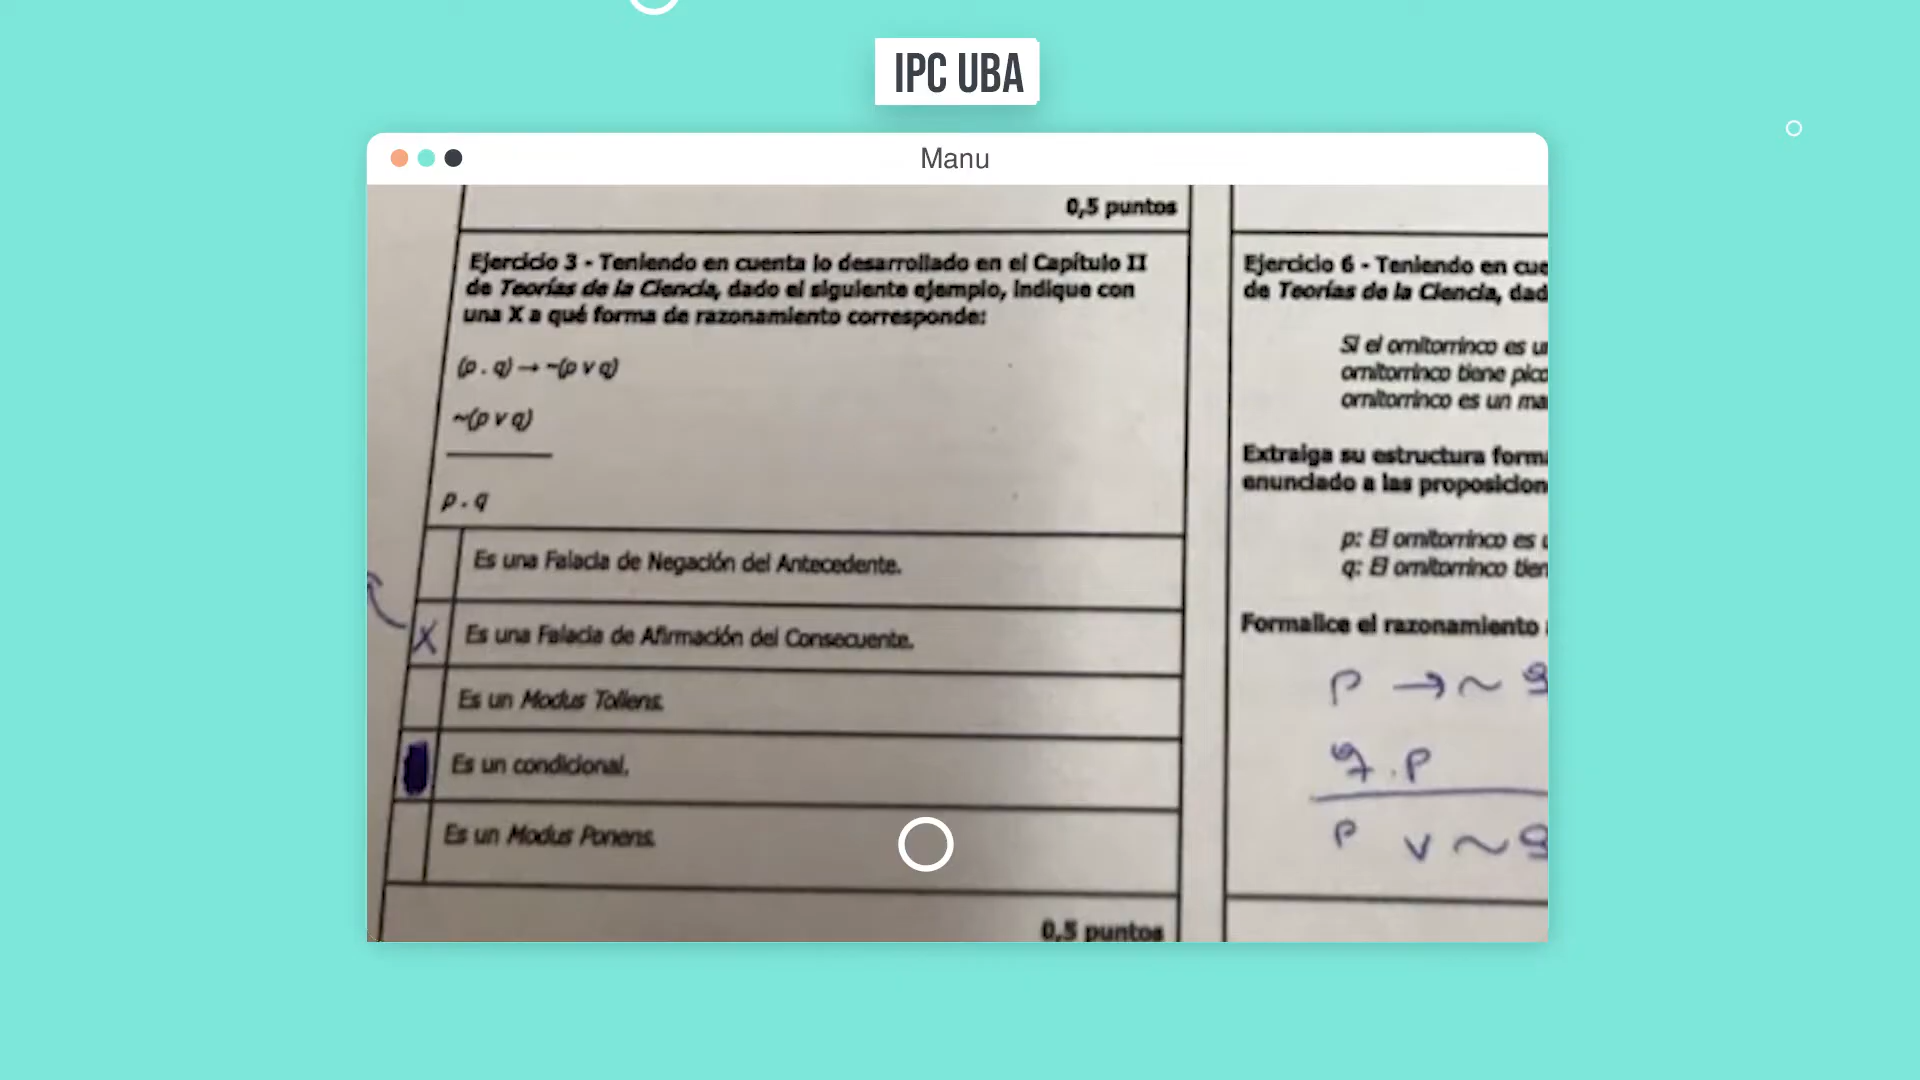 IPC UBA
Manu
0,5 puntos
Ejercicio 3 - Teniendo en cuenta lo desarrollado en el Capítulo II
de Teorías de la Ciencia, dado el siguiente ejemplo, indique con
una X a qué forma de razonamiento corresponde:
(p . q) → ~(p v q)
~(p v q)
p . q
Es una Falacia de Negación del Antecedente.
X Es una Falacia de Afirmación del Consecuente.
Es un Modus Tollens.
Es un condicional.
Es un Modus Ponens.
0,5 puntos
Ejercicio 6 - Teniendo en cue
de Teorías de la Ciencia, dad
Si el ornitorrinco es un
ornitorrinco tiene pico
ornitorrinco es un ma
Extraiga su estructura forma
enunciado a las proposicion
p: El ornitorrinco es u
q: El ornitorrinco tien
Formalice el razonamiento
p → ~ q
q . p
p v ~ q